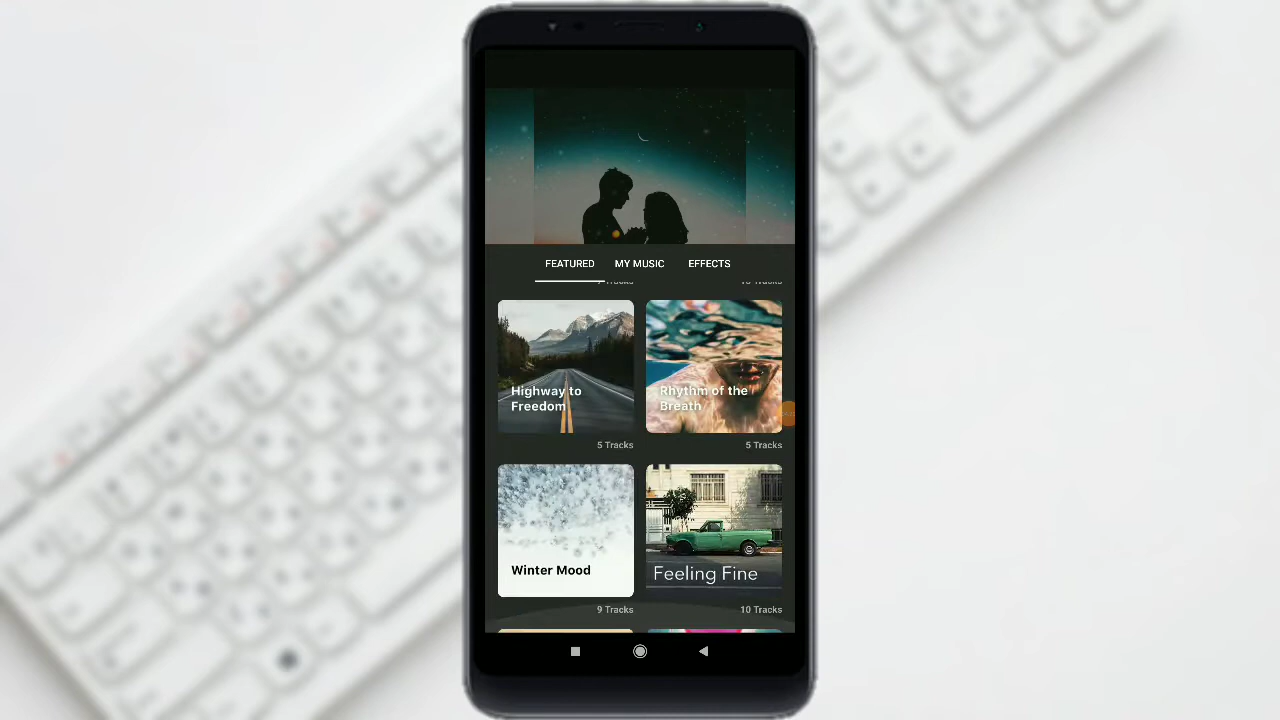 FEATURED MY MUSIC EFFECTS
Highway to
Freedom
Rhythm of the
Breath
5 Tracks 5 Tracks
Winter Mood
Feeling Fine
9 Tracks 10 Tracks